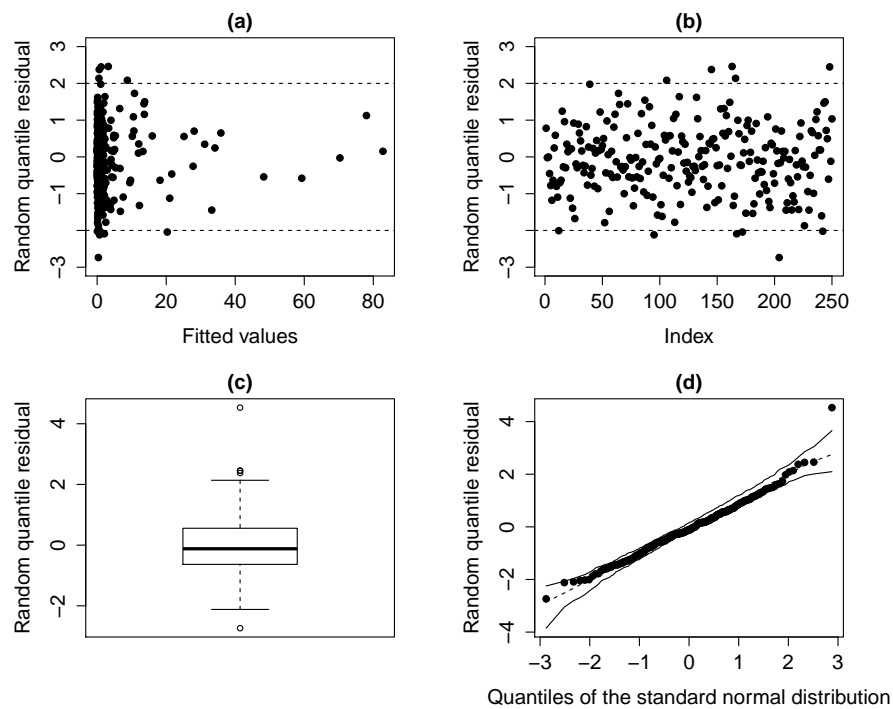 (a)
Random quantile residual
3
2
1
0
−1
−3
0 20 40 60 80
Fitted values
(b)
Random quantile residual
3
2
1
0
−1
−3
0 50 100 150 200 250
Index
(c)
Random quantile residual
4
2
0
−2
(d)
Random quantile residual
4
2
0
−2
−4
−3 −2 −1 0 1 2 3
Quantiles of the standard normal distribution